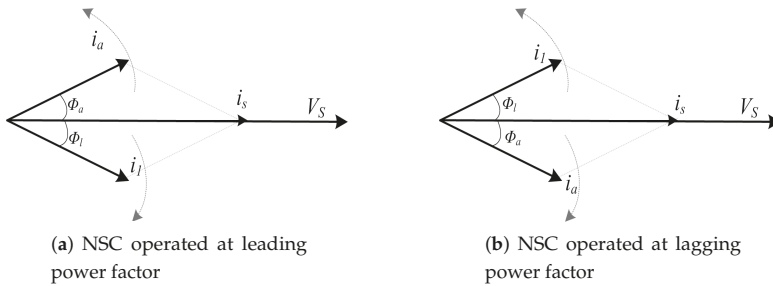 i_a
Φ_a
i_s
V_S
Φ_l
i_l
(a) NSC operated at leading
power factor
i_l
Φ_l
i_s
V_S
Φ_a
i_a
(b) NSC operated at lagging
power factor